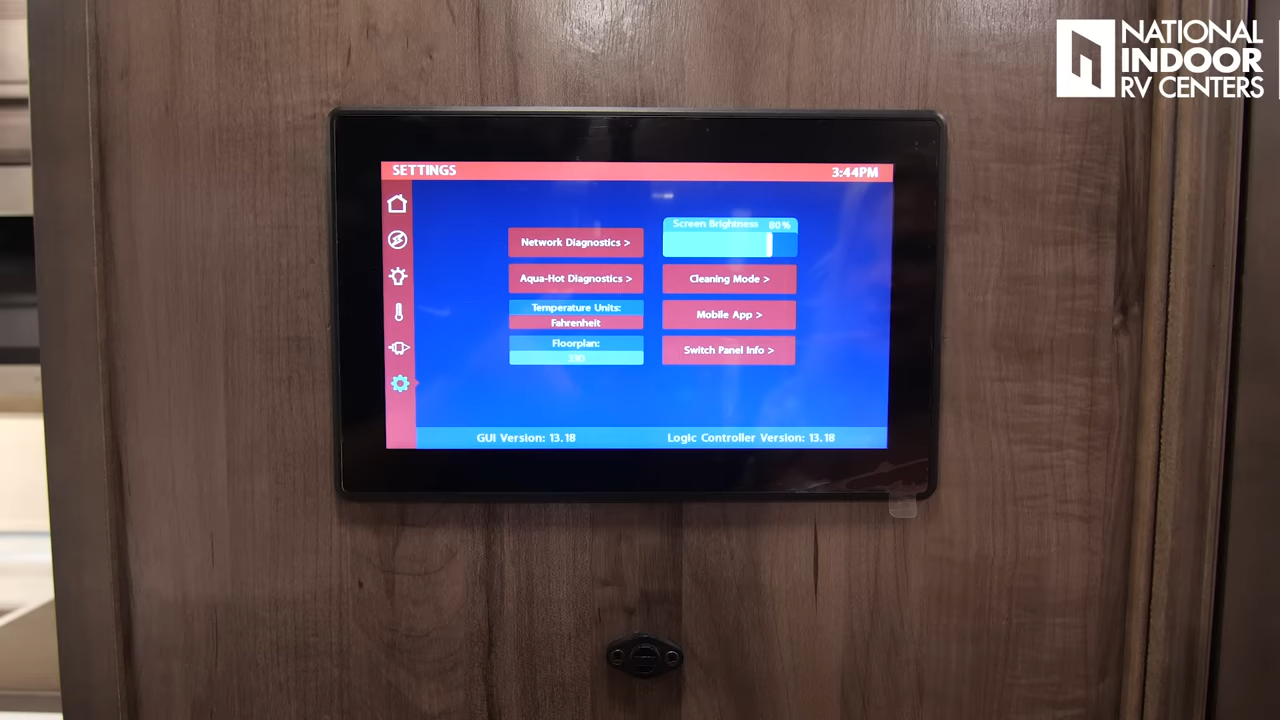 NATIONAL
INDOOR
RV CENTERS
SETTINGS
3:44PM
Network Diagnostics >
Screen Brightness 80%
Aqua-Hot Diagnostics >
Cleaning Mode >
Temperature Units:
Fahrenheit
Mobile App >
Floorplan:
Switch Panel Info >
GUI Version: 13.18
Logic Controller Version: 13.18